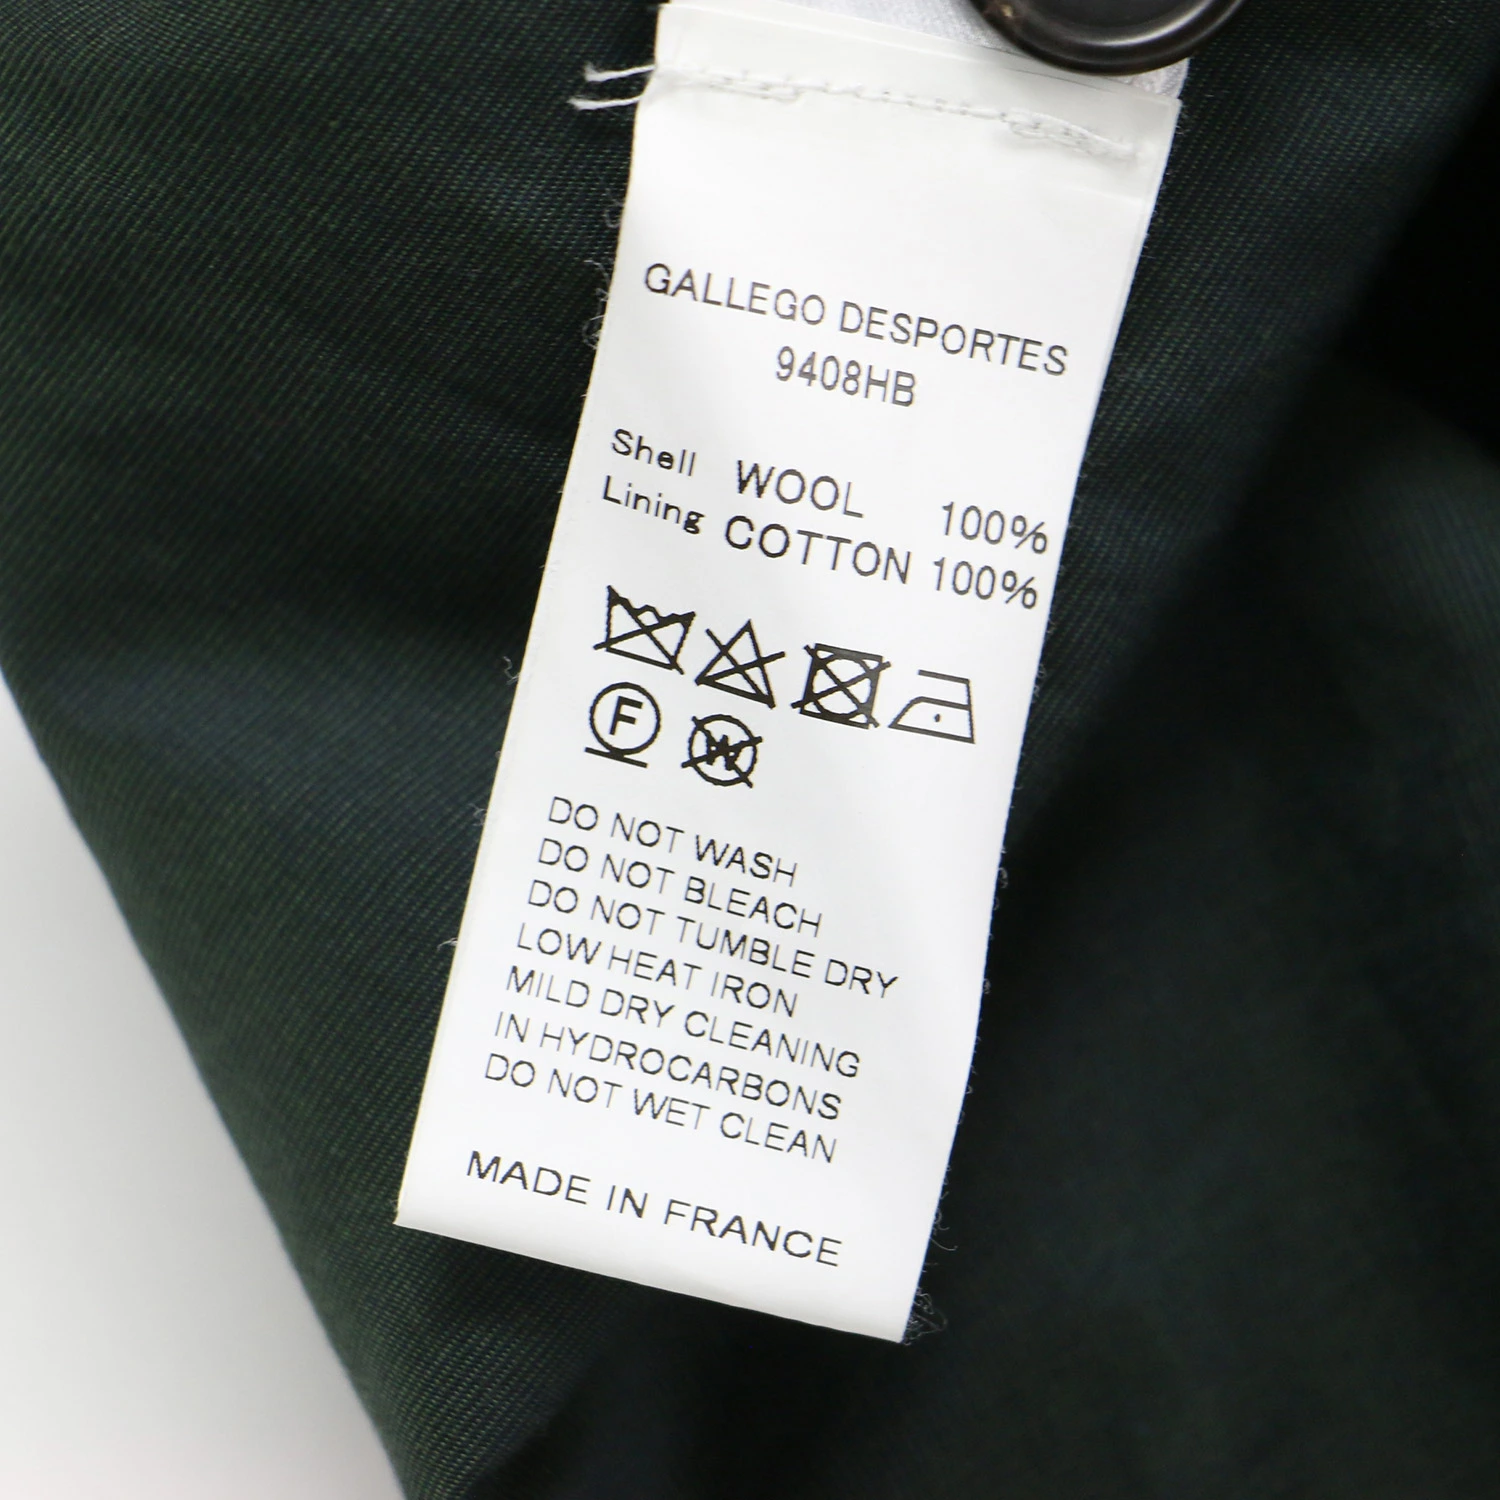 GALLEGO DESPORTES
9408HB
Shell WOOL 100%
Lining COTTON 100%
F W
DO NOT WASH
DO NOT BLEACH
DO NOT TUMBLE DRY
LOW HEAT IRON
MILD DRY CLEANING
IN HYDROCARBONS
DO NOT WET CLEAN
MADE IN FRANCE